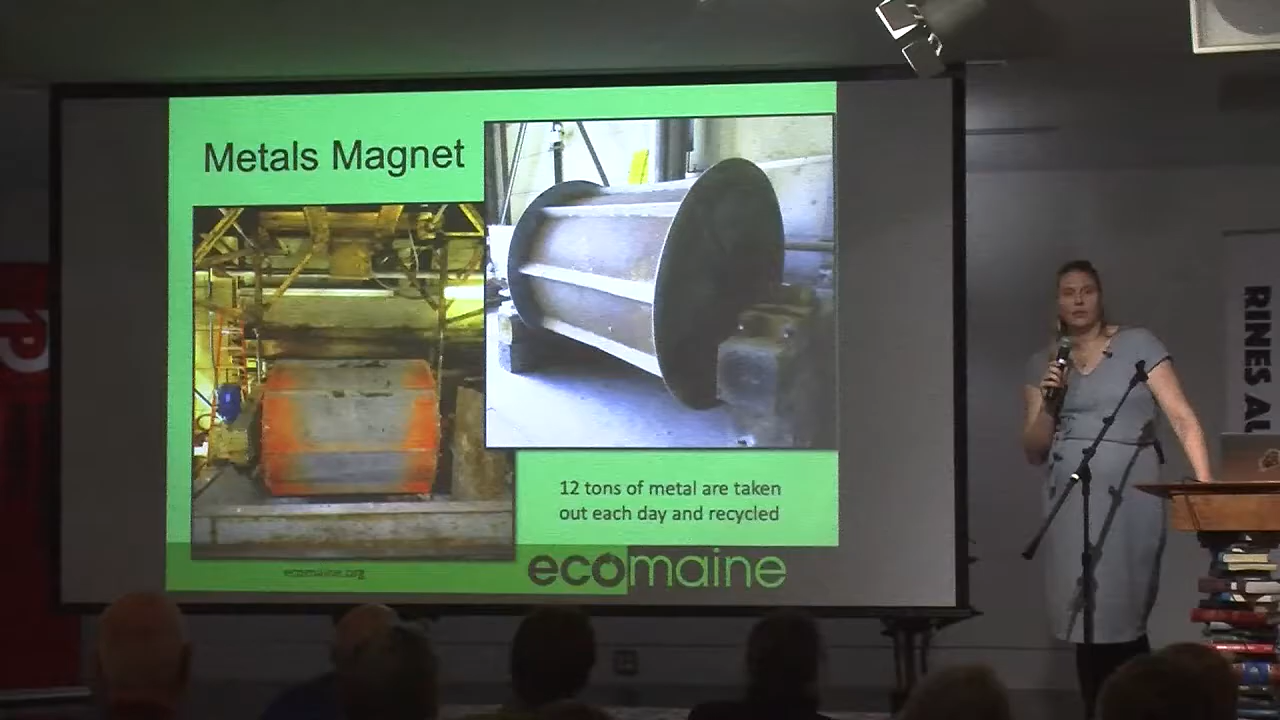 Metals Magnet
12 tons of metal are taken
out each day and recycled
ecomaine.org
ecomaine
RINES AU